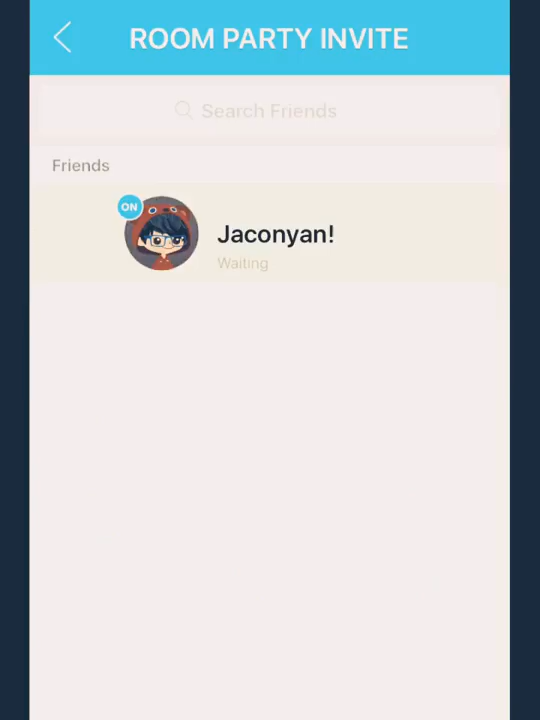 ROOM PARTY INVITE
Search Friends
Friends
ON
Jaconyan!
Waiting